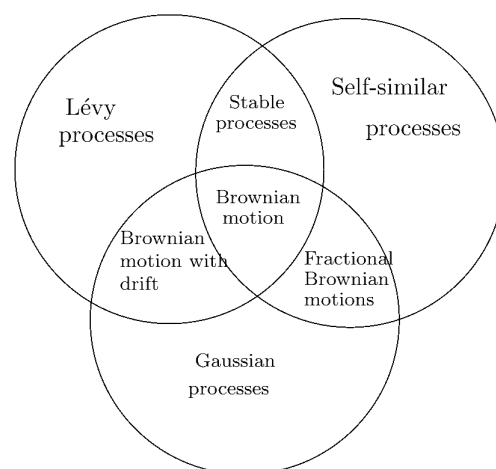 Lévy
processes
Stable
processes
Self-similar
processes
Brownian
motion
Brownian
motion with
drift
Fractional
Brownian
motions
Gaussian
processes